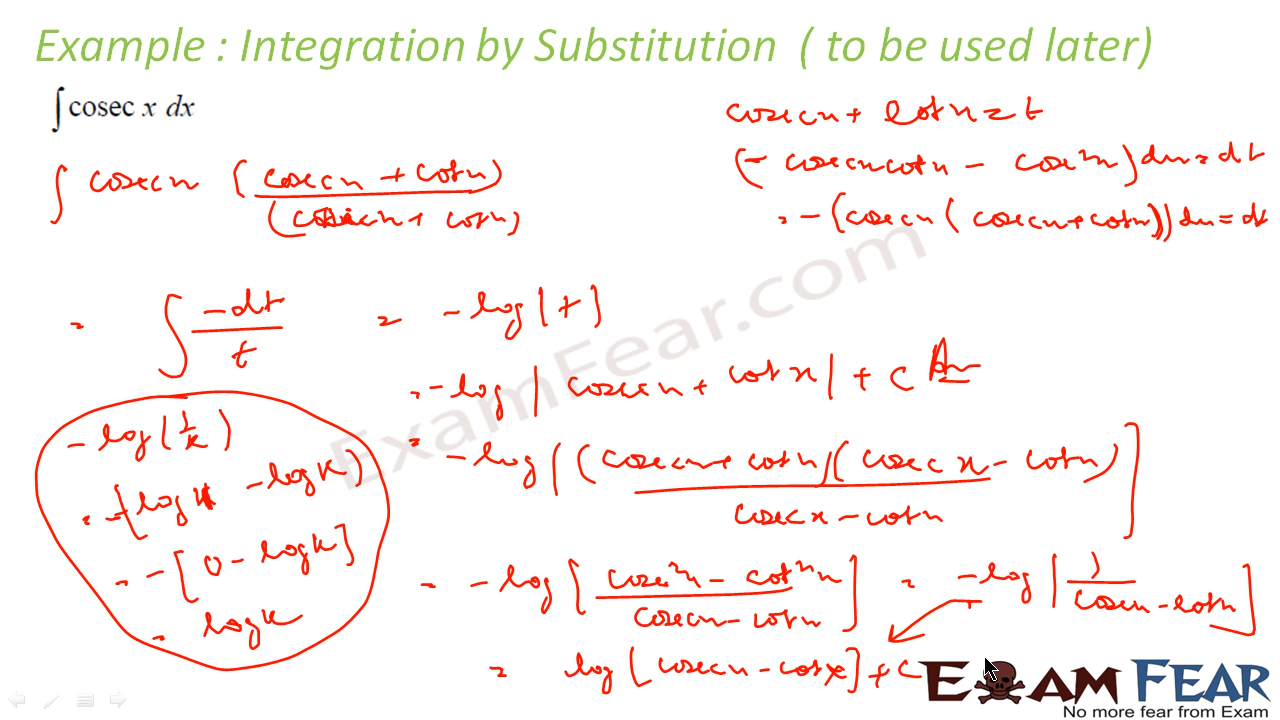 Example : Integration by Substitution ( to be used later)
∫ cosec x dx
cosec x + cot x = t
(- cosec x cot x - cosec²x) dx = dt
= - (cosec x ( cosec x + cot x)) dx = dt
∫ cosec x (cosec x + cot x) / (cosec x + cot x)
= ∫ -dt / t = - log | t |
= - log | cosec x + cot x | + c Ans
= - log | (cosec x + cot x)(cosec x - cot x) / cosec x - cot x |
= - log [ cosec²x - cot²x / cosec x - cot x ] = - log | 1 / cosec x - cot x |
= log [ cosec x - cot x ] + C
- log ( 1/k )
= - [ log 1 - log k )
= - [ 0 - log k ]
= log k
ExamFear.com
EXAM FEAR
No more fear from Exam